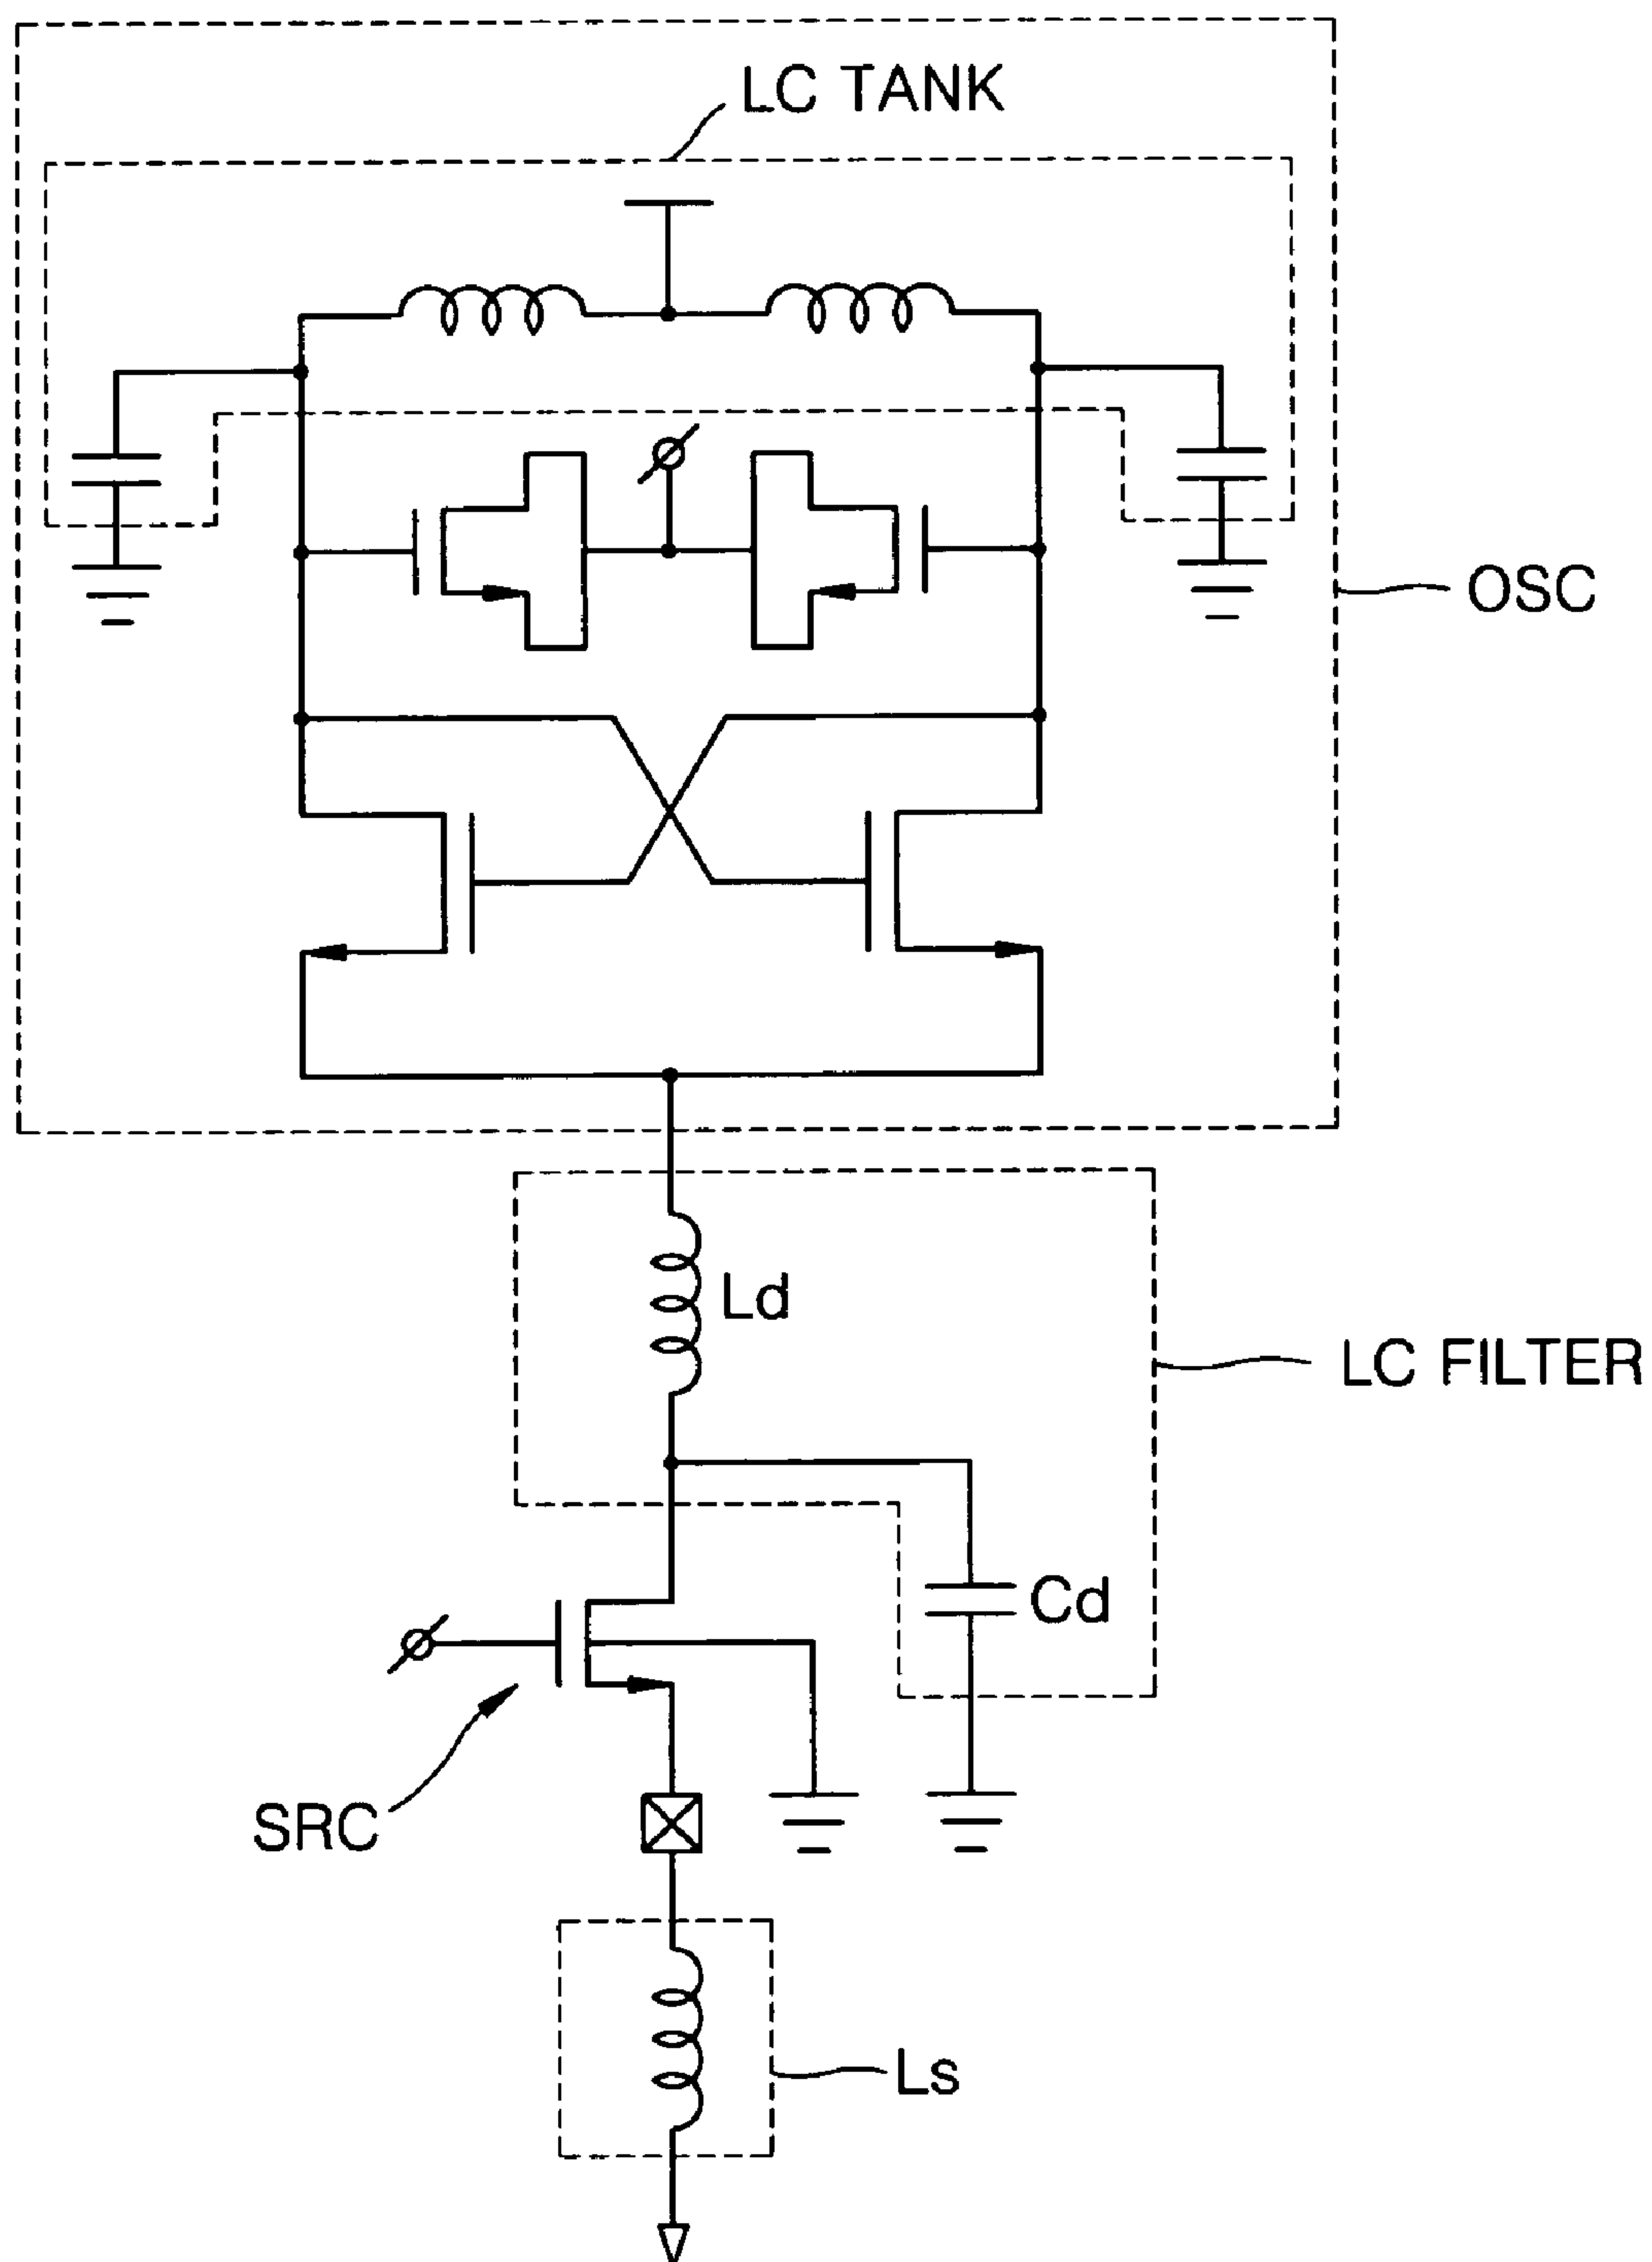 LC TANK
OSC
Ld
LC FILTER
Cd
SRC
Ls